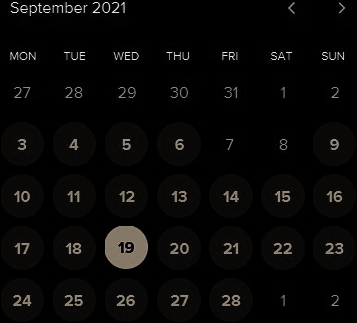 September 2021 < >
MON TUE WED THU FRI SAT SUN
27 28 29 30 31 1 2
3 4 5 6 7 8 9
10 11 12 13 14 15 16
17 18 19 20 21 22 23
24 25 26 27 28 1 2